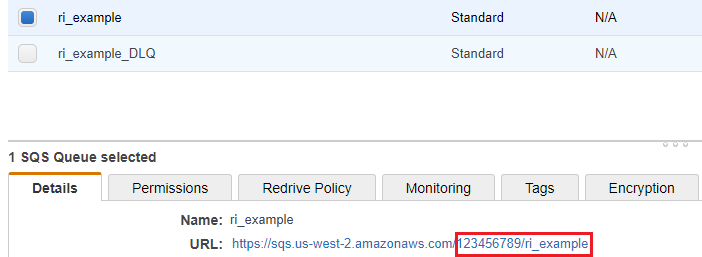 ri_example Standard N/A
ri_example_DLQ Standard N/A
1 SQS Queue selected
Details Permissions Redrive Policy Monitoring Tags Encryption
Name: ri_example
URL: https://sqs.us-west-2.amazonaws.com/123456789/ri_example